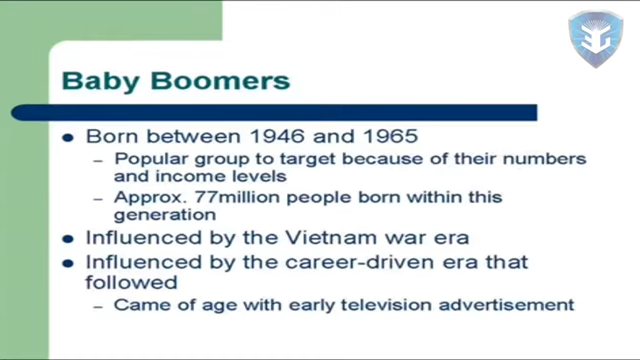 Baby Boomers
Born between 1946 and 1965
– Popular group to target because of their numbers
and income levels
– Approx. 77million people born within this
generation
Influenced by the Vietnam war era
Influenced by the career-driven era that
followed
– Came of age with early television advertisement